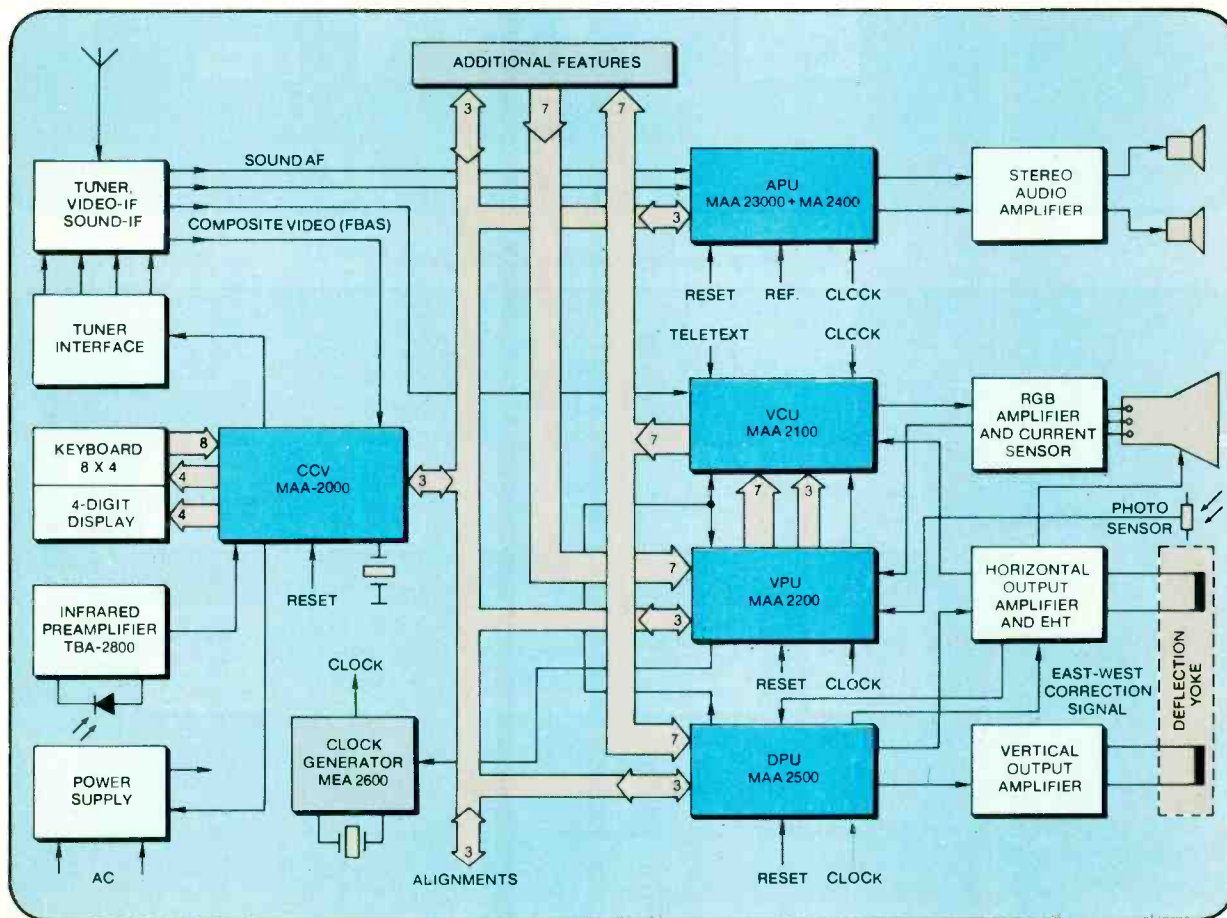 ADDITIONAL FEATURES
3
7
7
TUNER,
VIDEO-IF
SOUND-IF
SOUND AF
COMPOSITE VIDEO (FBAS)
APU
MAA 23000 + MA 2400
3
STEREO
AUDIO
AMPLIFIER
RESET
REF.
CLCCK
TUNER
INTERFACE
TELETEXT
CLCCK
VCU
MAA 2100
7
RGB
AMPLIFIER
AND CURRENT
SENSOR
KEYBOARD
8 X 4
4-DIGIT
DISPLAY
8
4
4
CCV
MAA-2000
3
7
3
PHOTO
SENSOR
RESET
VPU
MAA 2200
7
3
HORIZONTAL
OUTPUT
AMPLIFIER
AND EHT
INFRARED
PREAMPLIFIER
TBA-2800
RESET
CLOCK
EAST-WEST
CORRECTION
SIGNAL
DEFLECTION
YOKE
CLOCK
CLOCK
GENERATOR
MEA 2600
POWER
SUPPLY
AC
7
DPU
MAA 2500
3
VERTICAL
OUTPUT
AMPLIFIER
3
ALIGNMENTS
RESET
CLOCK